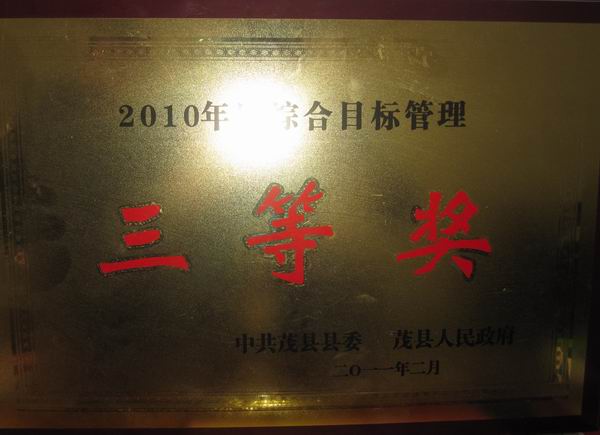 2010年 综合目标管理
三等奖
中共茂县县委 茂县人民政府
二〇一一年二月